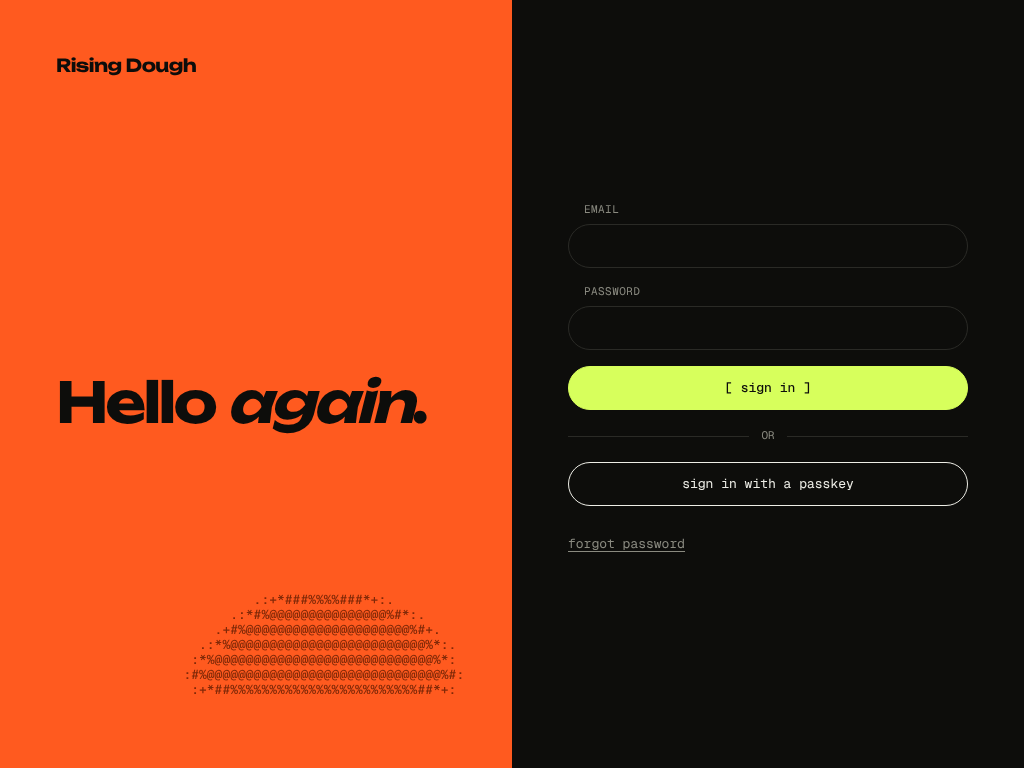 Rising Dough
Hello again.
.:+*###%%%%###*+:.
.:*#%@@@@@@@@@@@@@@@%#*:.
.+#%@@@@@@@@@@@@@@@@@@@@@%#+.
.:*%@@@@@@@@@@@@@@@@@@@@@@@@@%*:.
:*%@@@@@@@@@@@@@@@@@@@@@@@@@@@@%*:
:#%@@@@@@@@@@@@@@@@@@@@@@@@@@@@@@%#:
:+*##%%%%%%%%%%%%%%%%%%%%%%%%##*+:
EMAIL
PASSWORD
[ sign in ]
OR
sign in with a passkey
forgot password